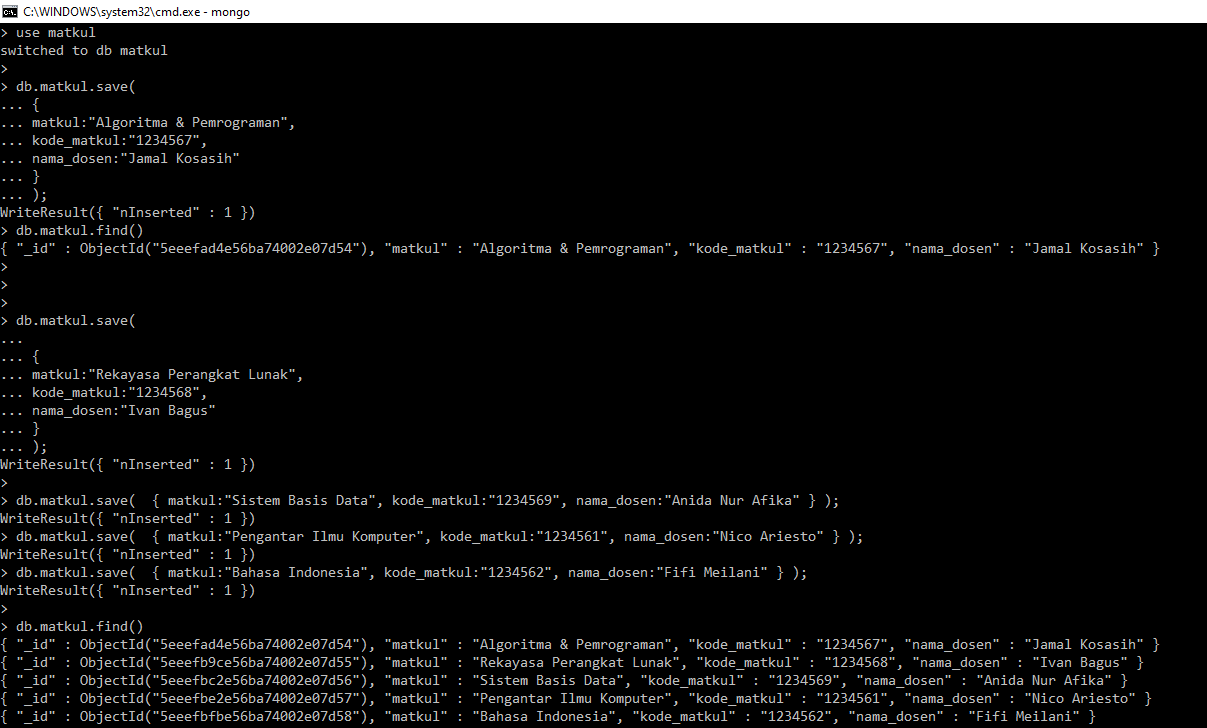 C:\WINDOWS\system32\cmd.exe - mongo
> use matkul
switched to db matkul
>
> db.matkul.save(
... {
... matkul:"Algoritma & Pemrograman",
... kode_matkul:"1234567",
... nama_dosen:"Jamal Kosasih"
... }
... );
WriteResult({ "nInserted" : 1 })
> db.matkul.find()
{ "_id" : ObjectId("5eeefad4e56ba74002e07d54"), "matkul" : "Algoritma & Pemrograman", "kode_matkul" : "1234567", "nama_dosen" : "Jamal Kosasih" }
>
>
>
> db.matkul.save(
...
... {
... matkul:"Rekayasa Perangkat Lunak",
... kode_matkul:"1234568",
... nama_dosen:"Ivan Bagus"
... }
... );
WriteResult({ "nInserted" : 1 })
>
> db.matkul.save(  { matkul:"Sistem Basis Data", kode_matkul:"1234569", nama_dosen:"Anida Nur Afika" } );
WriteResult({ "nInserted" : 1 })
> db.matkul.save(  { matkul:"Pengantar Ilmu Komputer", kode_matkul:"1234561", nama_dosen:"Nico Ariesto" } );
WriteResult({ "nInserted" : 1 })
> db.matkul.save(  { matkul:"Bahasa Indonesia", kode_matkul:"1234562", nama_dosen:"Fifi Meilani" } );
WriteResult({ "nInserted" : 1 })
>
> db.matkul.find()
{ "_id" : ObjectId("5eeefad4e56ba74002e07d54"), "matkul" : "Algoritma & Pemrograman", "kode_matkul" : "1234567", "nama_dosen" : "Jamal Kosasih" }
{ "_id" : ObjectId("5eeefb9ce56ba74002e07d55"), "matkul" : "Rekayasa Perangkat Lunak", "kode_matkul" : "1234568", "nama_dosen" : "Ivan Bagus" }
{ "_id" : ObjectId("5eeefbc2e56ba74002e07d56"), "matkul" : "Sistem Basis Data", "kode_matkul" : "1234569", "nama_dosen" : "Anida Nur Afika" }
{ "_id" : ObjectId("5eeefbe2e56ba74002e07d57"), "matkul" : "Pengantar Ilmu Komputer", "kode_matkul" : "1234561", "nama_dosen" : "Nico Ariesto" }
{ "_id" : ObjectId("5eeefbfbe56ba74002e07d58"), "matkul" : "Bahasa Indonesia", "kode_matkul" : "1234562", "nama_dosen" : "Fifi Meilani" }